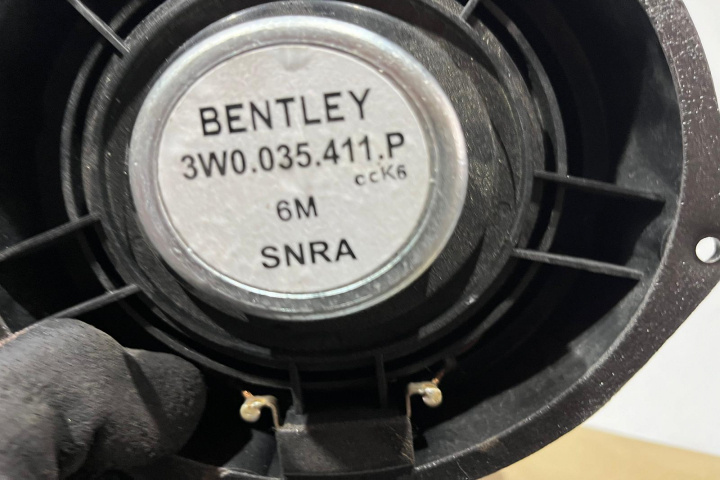 BENTLEY
3W0.035.411.P
ccK6
6M
SNRA